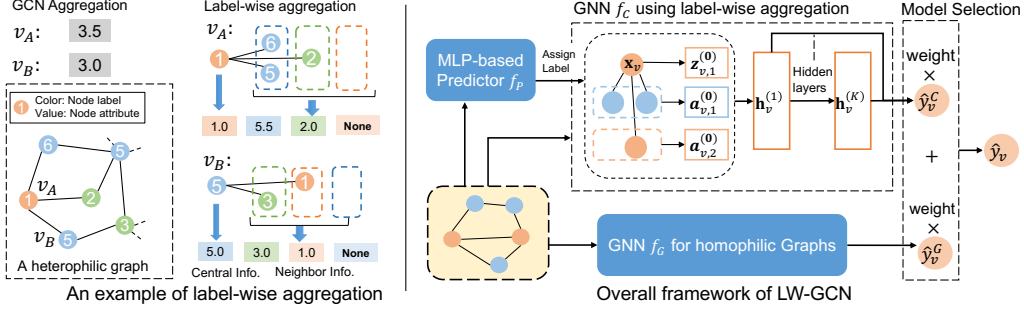 GCN Aggregation
v_A: 3.5
v_B: 3.0
1 Color: Node label
Value: Node attribute
6 5
v_A
1 2
v_B 5 3
A heterophilic graph
Label-wise aggregation
v_A:
6
1 2
5
1.0 5.5 2.0 None
v_B:
5 1
3
5.0 3.0 1.0 None
Central Info. Neighbor Info.
An example of label-wise aggregation
GNN f_C using label-wise aggregation
MLP-based
Predictor f_P
Assign
Label
x_v
z_{v,1}^{(0)}
a_{v,1}^{(0)}
a_{v,2}^{(0)}
h_v^{(1)}
Hidden
layers
h_v^{(K)}
GNN f_G for homophilic Graphs
Model Selection
weight
×
ŷ_v^C
+
ŷ_v
weight
×
ŷ_v^G
Overall framework of LW-GCN